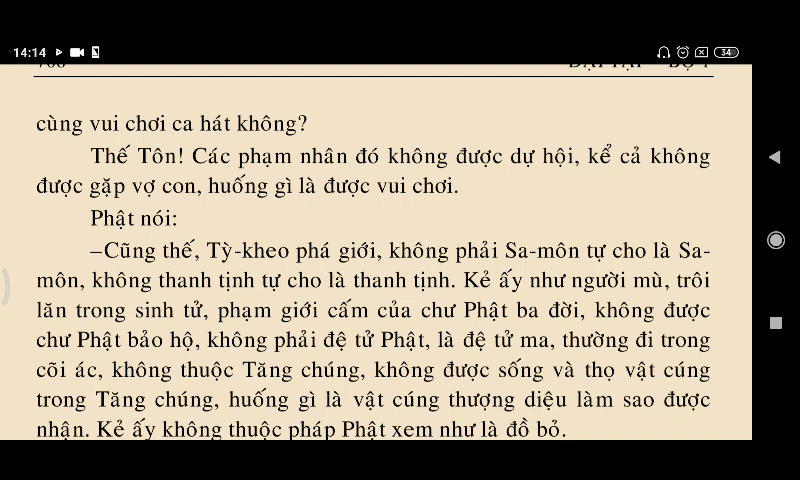 14:14
34
cùng vui chơi ca hát không?
Thế Tôn! Các phạm nhân đó không được dự hội, kể cả không
được gặp vợ con, huống gì là được vui chơi.
Phật nói:
–Cũng thế, Tỳ-kheo phá giới, không phải Sa-môn tự cho là Sa-
môn, không thanh tịnh tự cho là thanh tịnh. Kẻ ấy như người mù, trôi
lăn trong sinh tử, phạm giới cấm của chư Phật ba đời, không được
chư Phật bảo hộ, không phải đệ tử Phật, là đệ tử ma, thường đi trong
cõi ác, không thuộc Tăng chúng, không được sống và thọ vật cúng
trong Tăng chúng, huống gì là vật cúng thượng diệu làm sao được
nhận. Kẻ ấy không thuộc pháp Phật xem như là đồ bỏ.